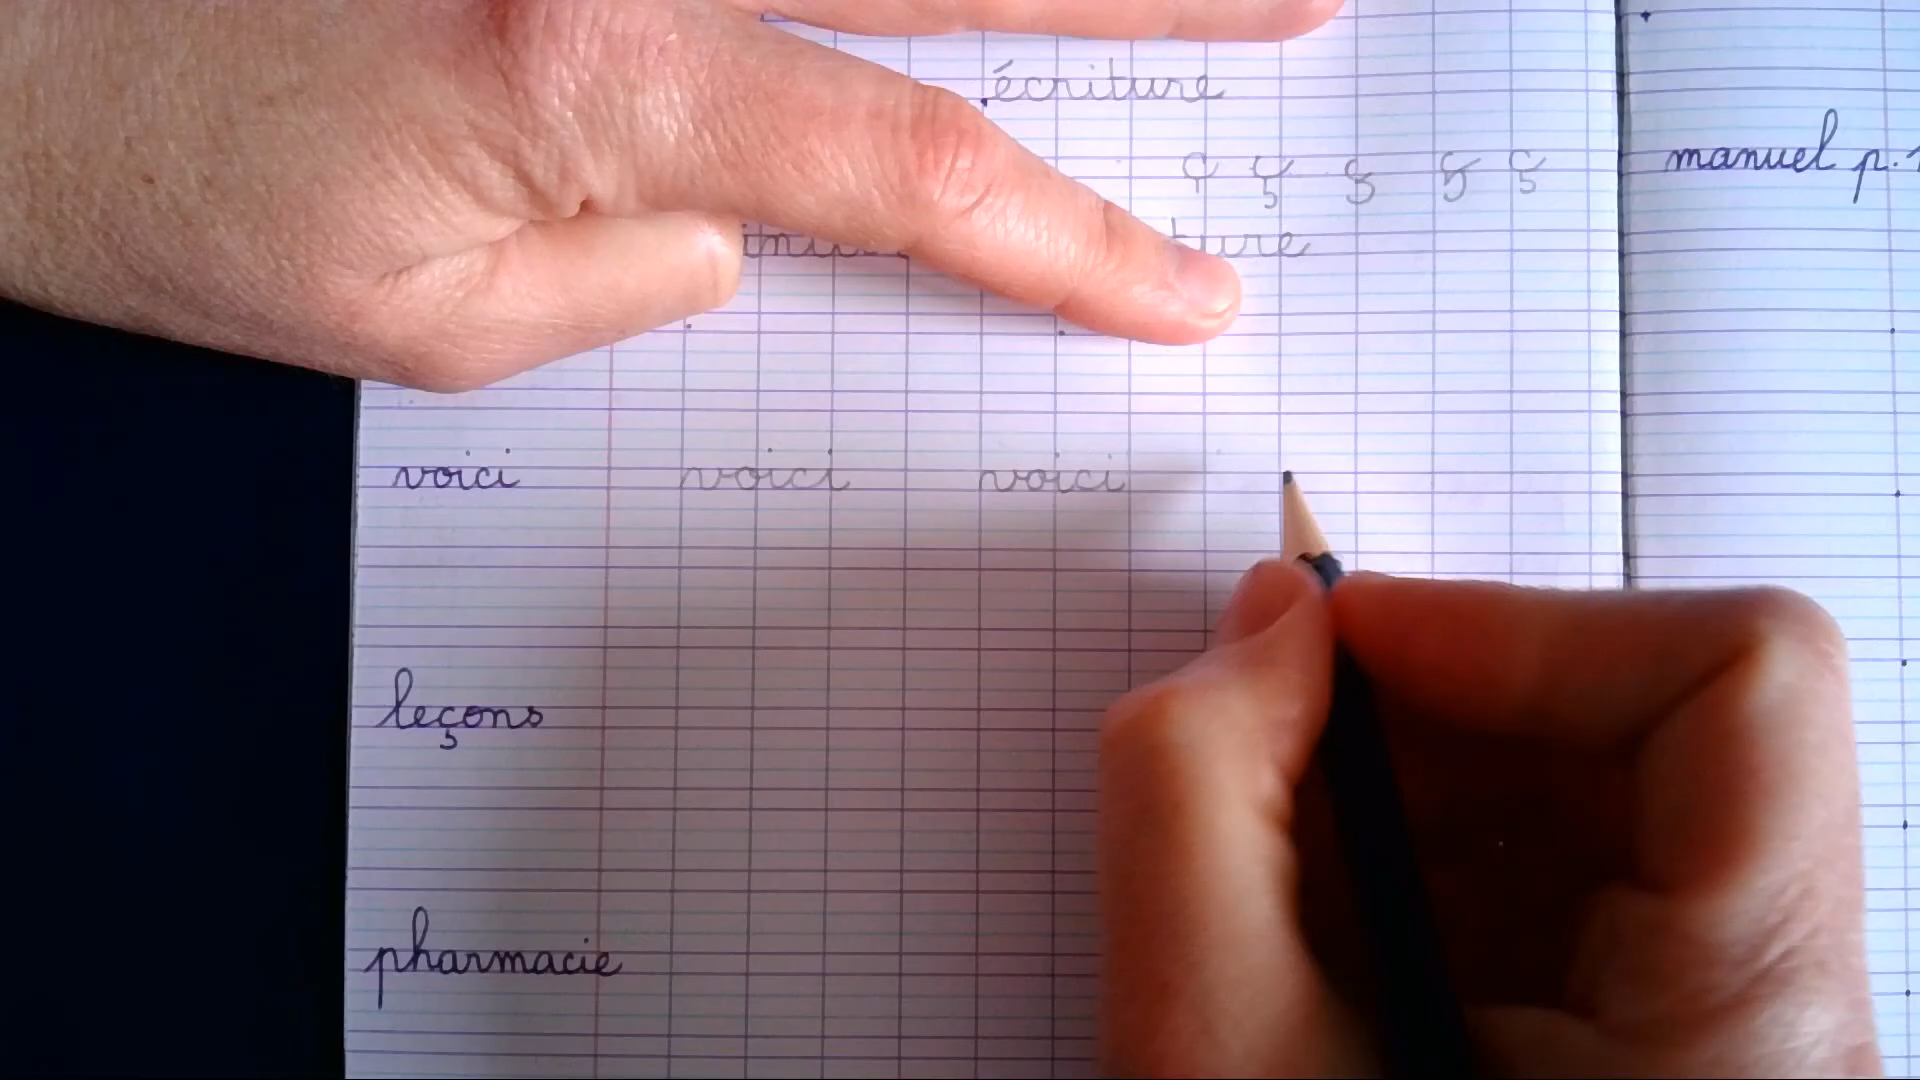 écriture
ç ç ç ç ç
voici voici voici
leçons
pharmacie
manuel p.